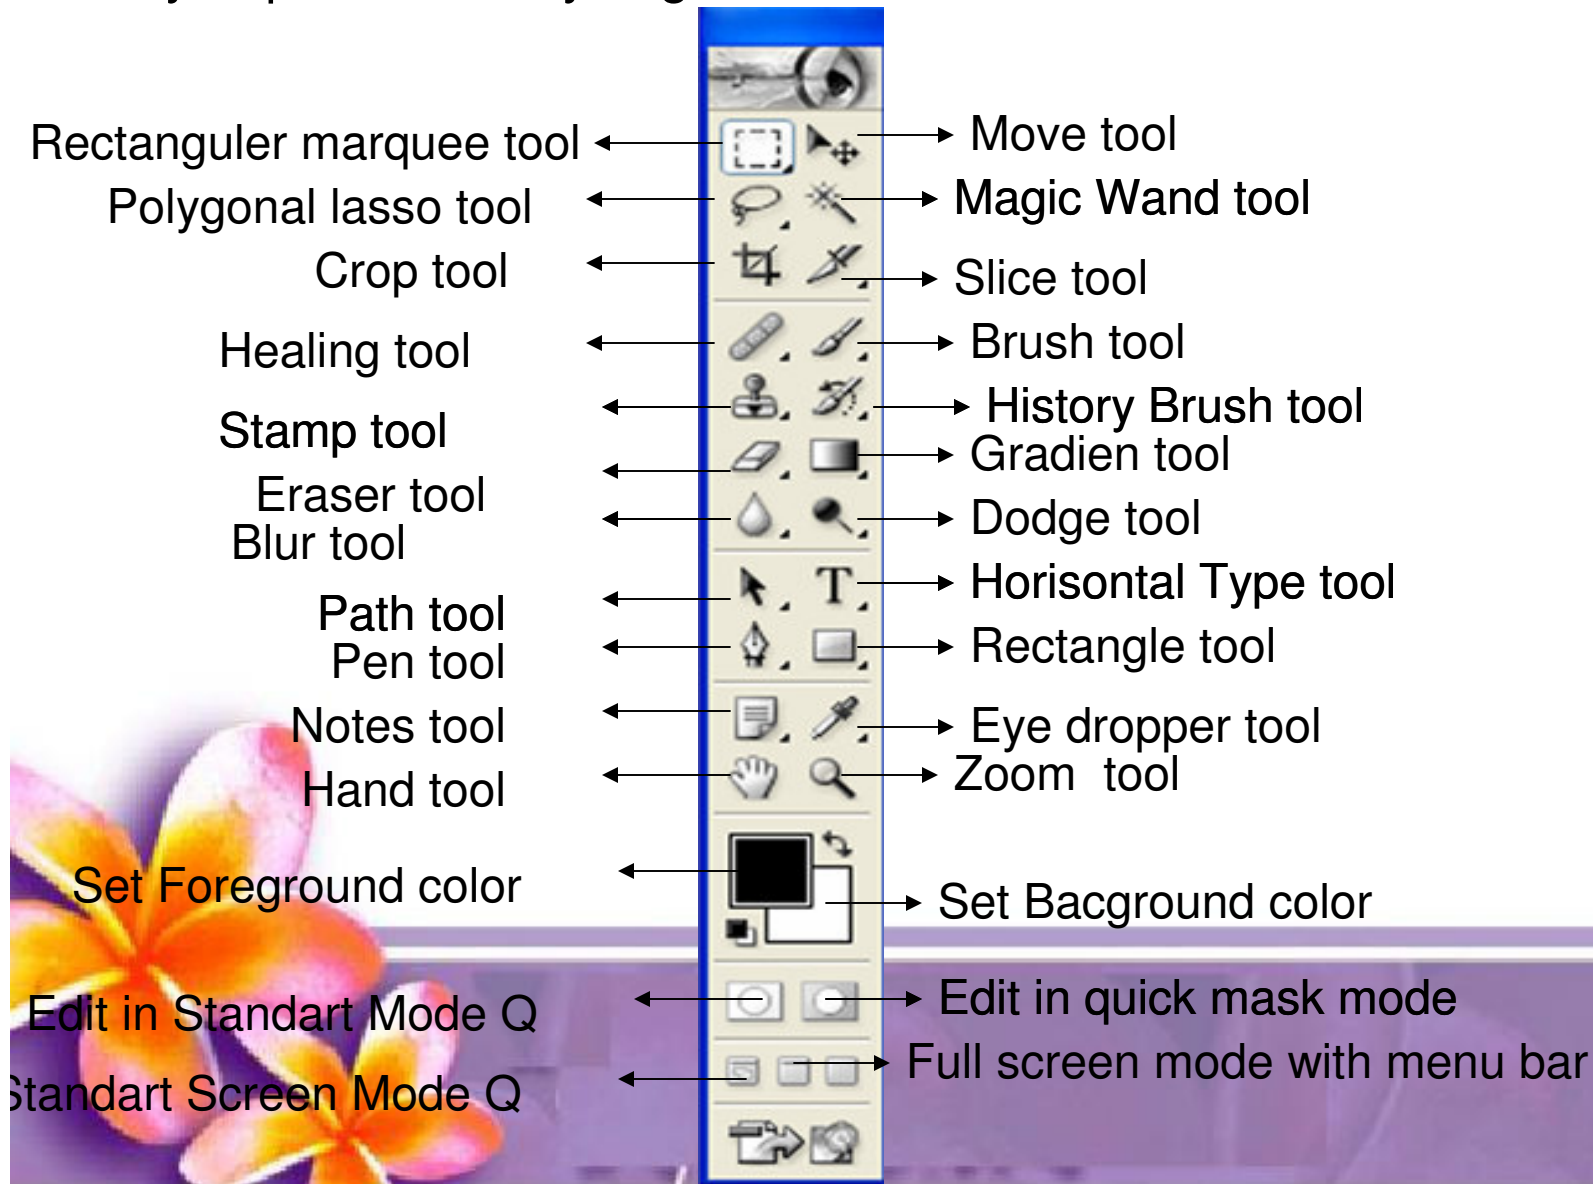 Rectanguler marquee tool
Move tool
Polygonal lasso tool
Magic Wand tool
Crop tool
Slice tool
Healing tool
Brush tool
Stamp tool
History Brush tool
Eraser tool
Gradien tool
Blur tool
Dodge tool
Path tool
Horisontal Type tool
Pen tool
Rectangle tool
Notes tool
Eye dropper tool
Hand tool
Zoom tool
Set Foreground color
Set Bacground color
Edit in Standart Mode Q
Edit in quick mask mode
Standart Screen Mode Q
Full screen mode with menu bar
T